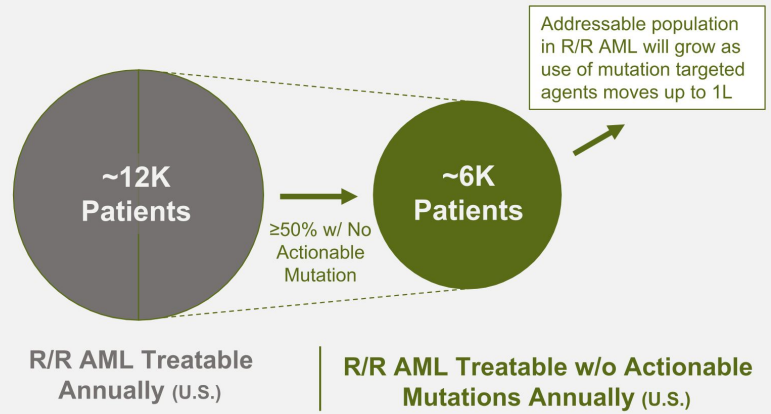 Addressable population
in R/R AML will grow as
use of mutation targeted
agents moves up to 1L
~12K
Patients
≥50% w/ No
Actionable
Mutation
~6K
Patients
R/R AML Treatable
Annually (U.S.)
R/R AML Treatable w/o Actionable
Mutations Annually (U.S.)